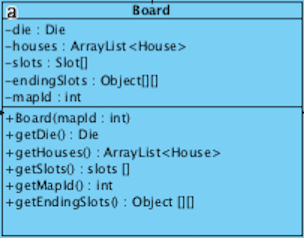 a
Board
-die : Die
-houses : ArrayList<House>
-slots : Slot[]
-endingSlots : Object[][]
-mapId : int
+Board(mapId : int)
+getDie() : Die
+getHouses() : ArrayList<House>
+getSlots() : slots []
+getMapId() : int
+getEndingSlots() : Object [][]